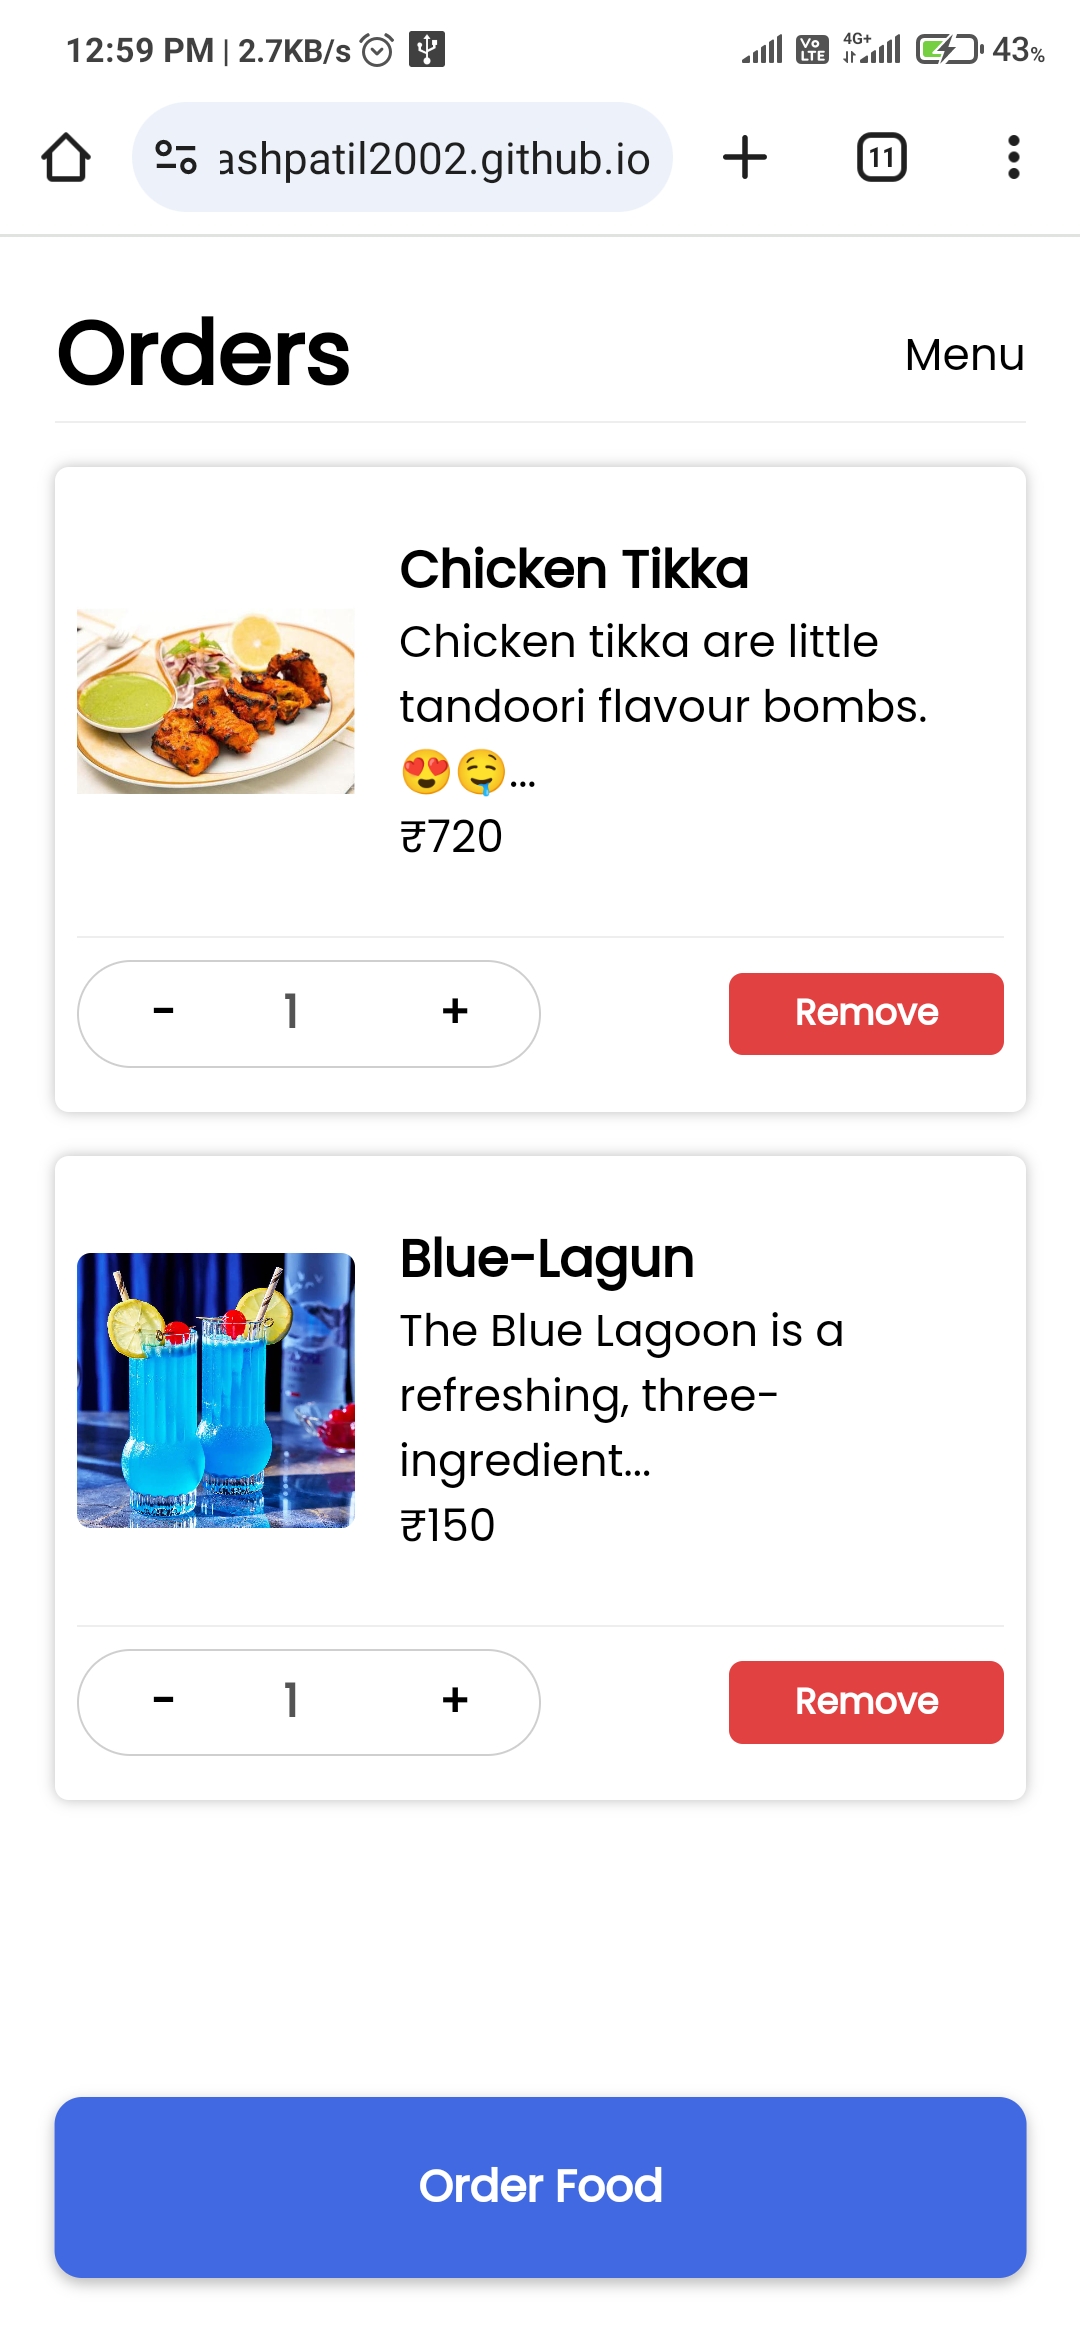 12:59 PM | 2.7KB/s
Vo
LTE
4G+
43%
ashpatil2002.github.io
11
Orders
Menu
Chicken Tikka
Chicken tikka are little
tandoori flavour bombs.
😍🤤...
₹720
- 1 +
Remove
Blue-Lagun
The Blue Lagoon is a
refreshing, three-
ingredient...
₹150
- 1 +
Remove
Order Food